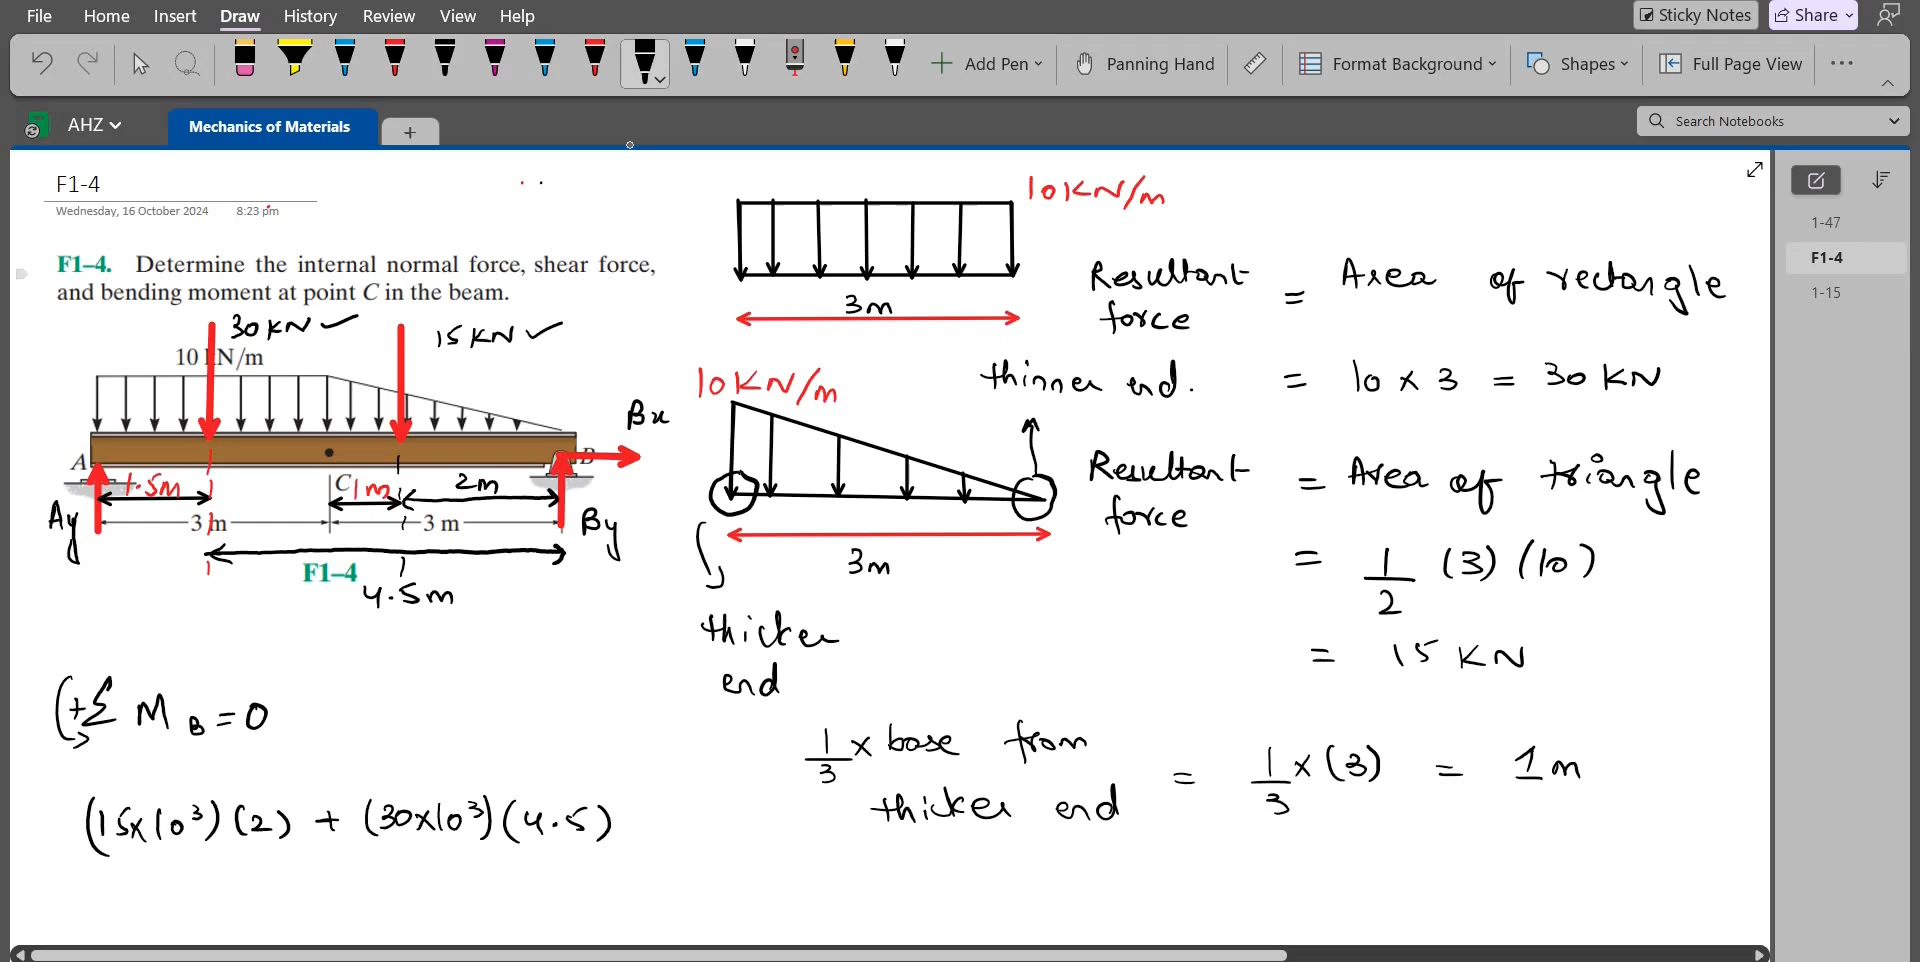 File Home Insert Draw History Review View Help Sticky Notes Share
Add Pen Panning Hand Format Background Shapes Full Page View
AHZ Mechanics of Materials + Search Notebooks
F1-4
Wednesday, 16 October 2024 8:23 pm
1-47
F1-4
1-15
F1–4. Determine the internal normal force, shear force,
and bending moment at point C in the beam.
30 KN ✓
15 KN ✓
10 kN/m
Bx
A
B
C
1.5m
1m
2m
Ay
By
3 m
3 m
F1–4
4.5m
(+Σ M B = 0
(15x10³)(2) + (30x10³)(4.5)
10KN/m
3m
Resultant force = Area of rectangle
= 10 x 3 = 30 KN
10KN/m
thinner end.
3m
thicker
end
Resultant force = Area of triangle
= 1/2 (3) (10)
= 15 KN
1/3 x base from
thicker end = 1/3 x (3) = 1m